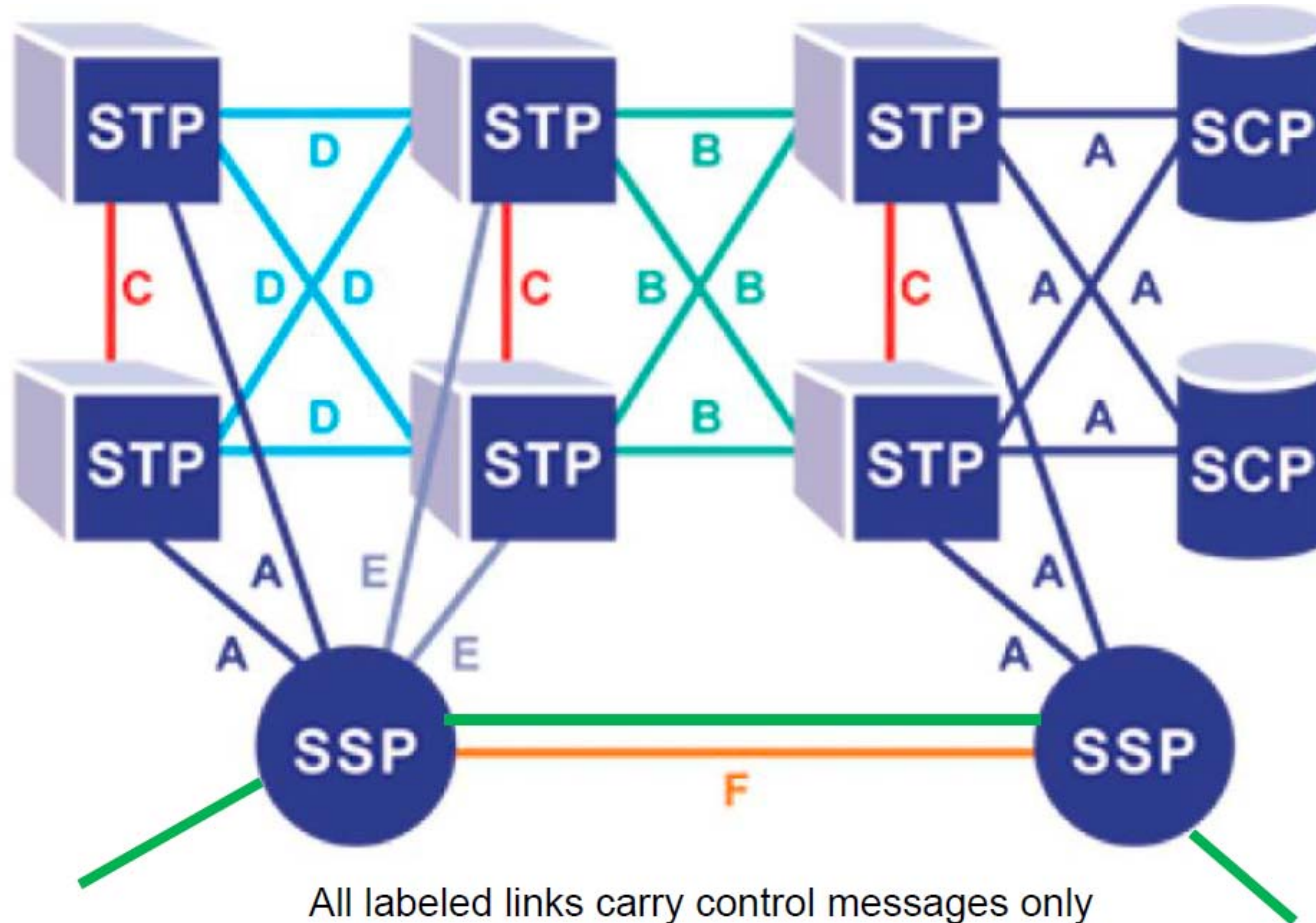 STP D STP B STP A SCP
C D D C B B C A A
STP D STP B STP A SCP
A E A
A E A
SSP F SSP
All labeled links carry control messages only